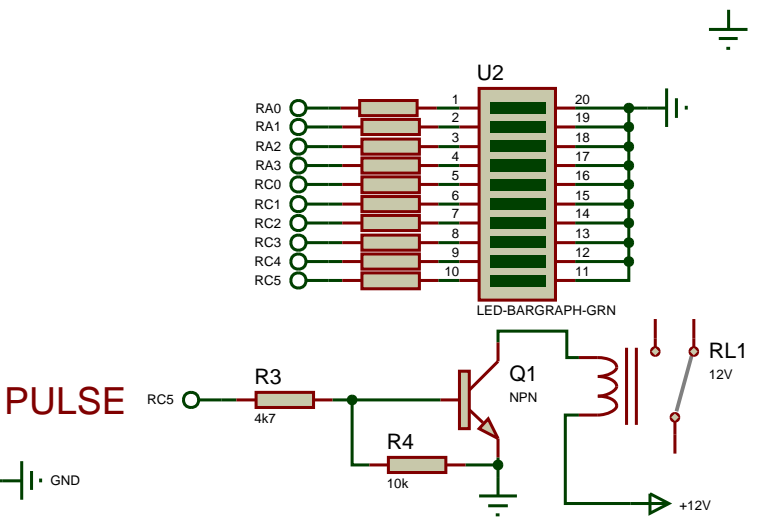 U2
RA0 1 20
RA1 2 19
RA2 3 18
RA3 4 17
RC0 5 16
RC1 6 15
RC2 7 14
RC3 8 13
RC4 9 12
RC5 10 11
LED-BARGRAPH-GRN
RL1
12V
Q1
NPN
R3
4k7
PULSE RC5
R4
10k
GND
+12V